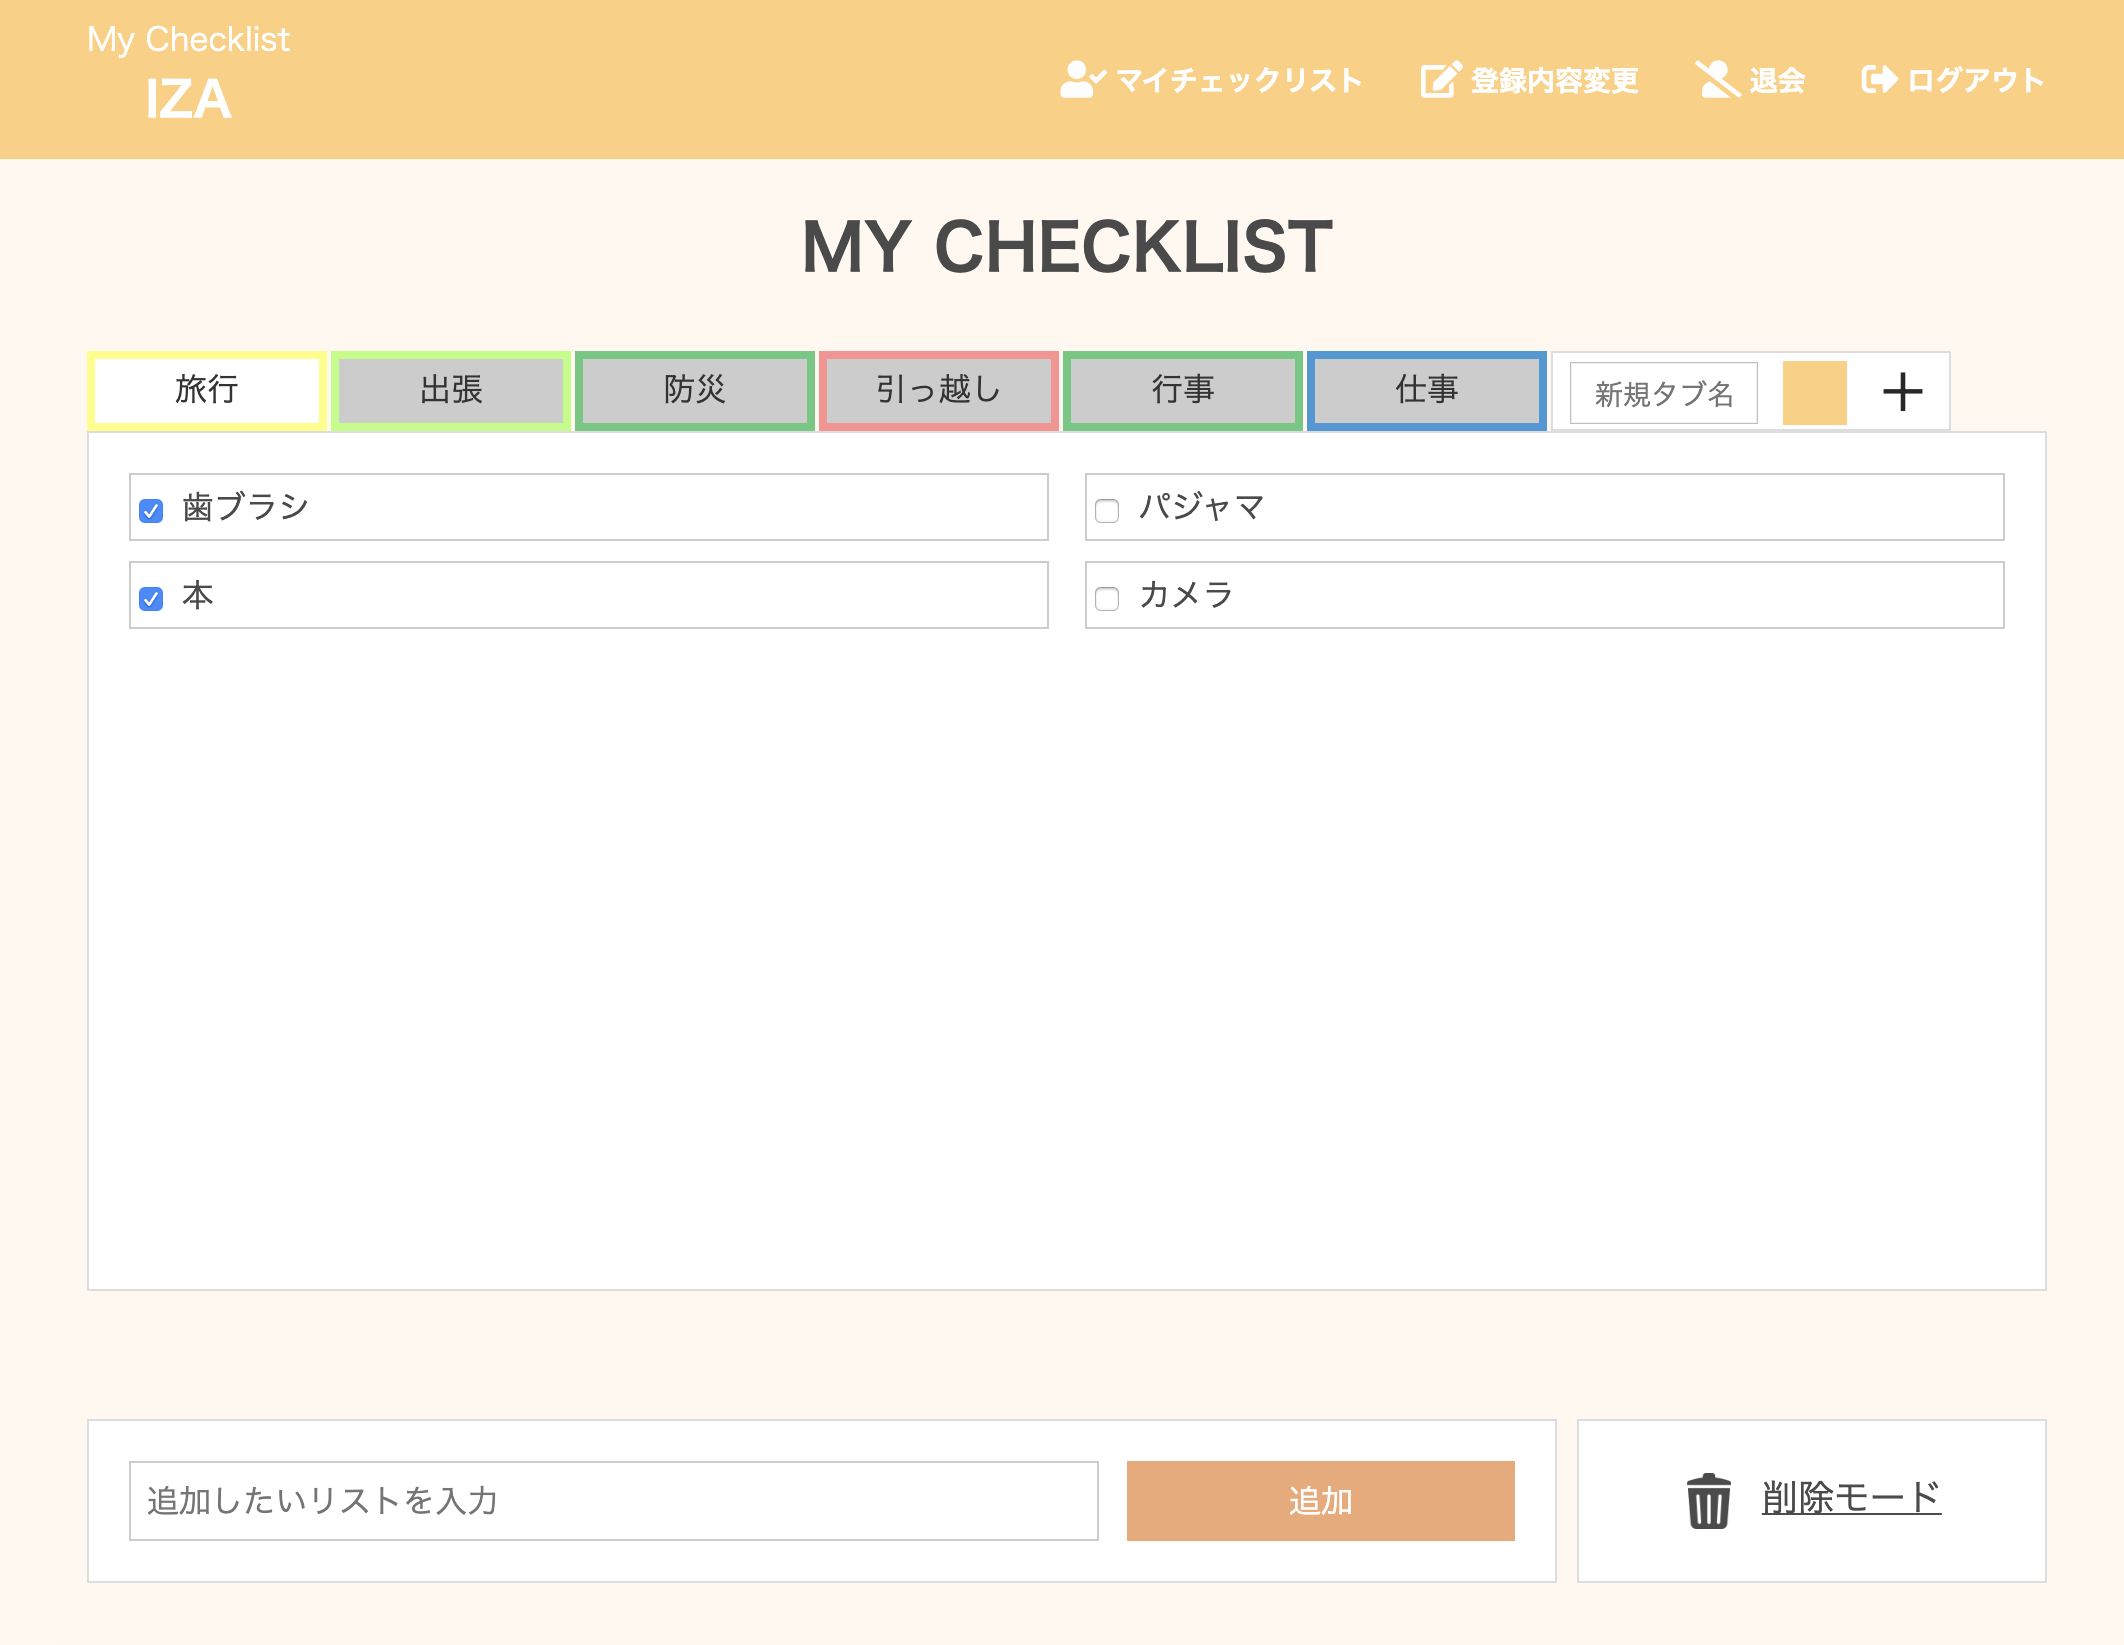 My Checklist
IZA
マイチェックリスト 登録内容変更 退会 ログアウト
MY CHECKLIST
旅行 出張 防災 引っ越し 行事 仕事 新規タブ名
歯ブラシ パジャマ
本 カメラ
追加したいリストを入力 追加 削除モード